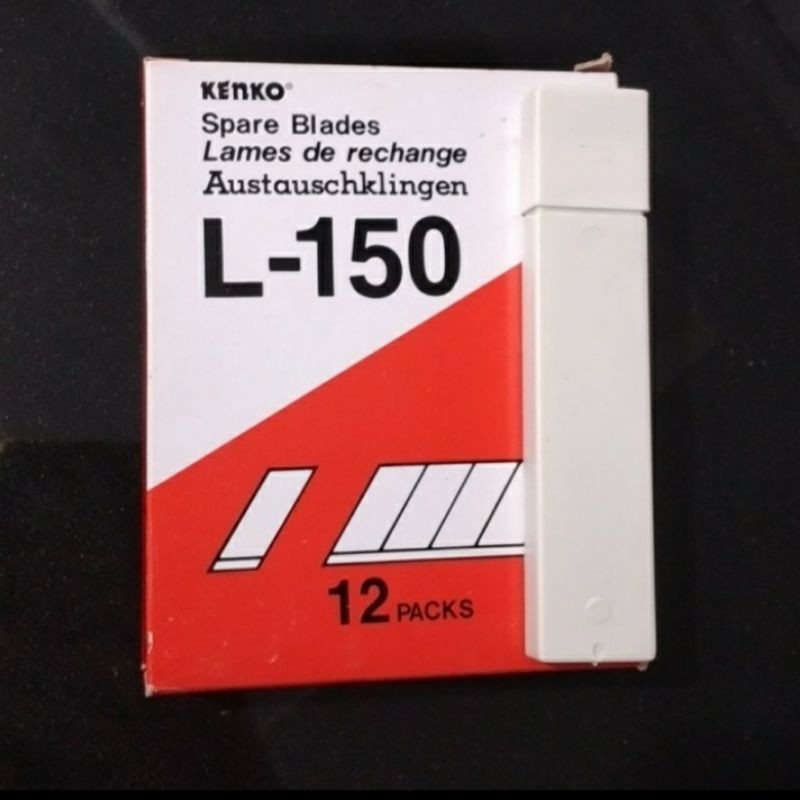 KENKO®
Spare Blades
Lames de rechange
Austauschklingen
L-150
12 PACKS